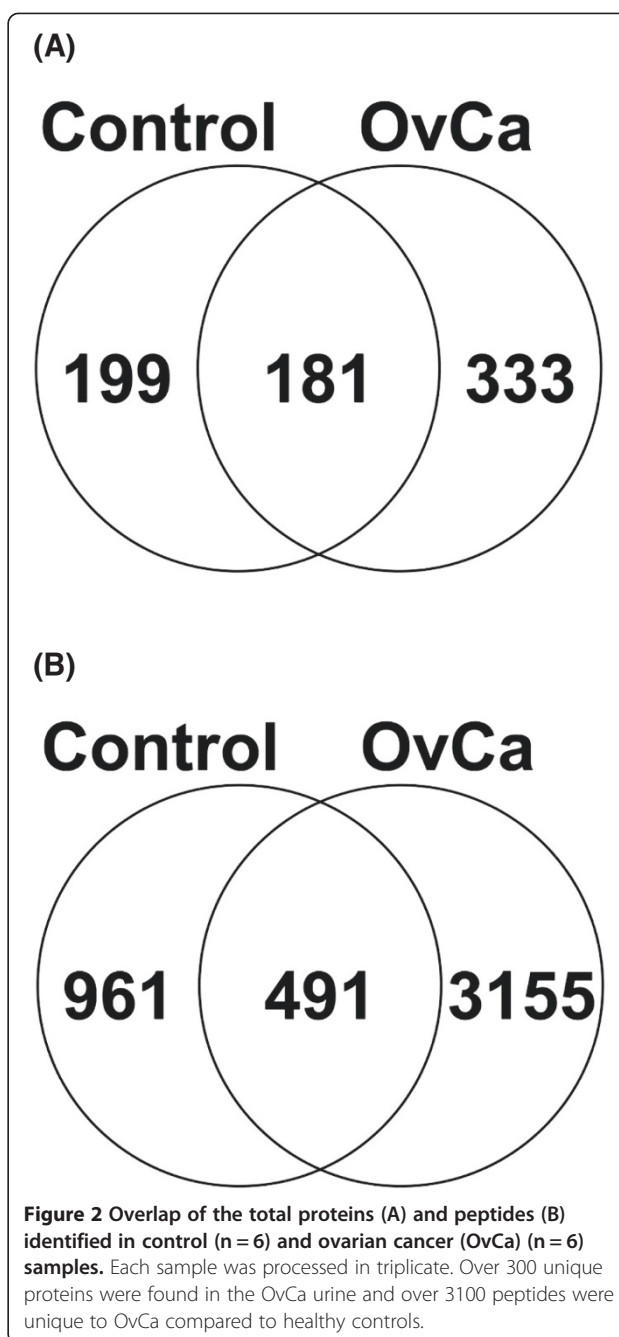 (A)
Control OvCa
199 181 333
(B)
Control OvCa
961 491 3155
Figure 2 Overlap of the total proteins (A) and peptides (B)
identified in control (n = 6) and ovarian cancer (OvCa) (n = 6)
samples. Each sample was processed in triplicate. Over 300 unique
proteins were found in the OvCa urine and over 3100 peptides were
unique to OvCa compared to healthy controls.